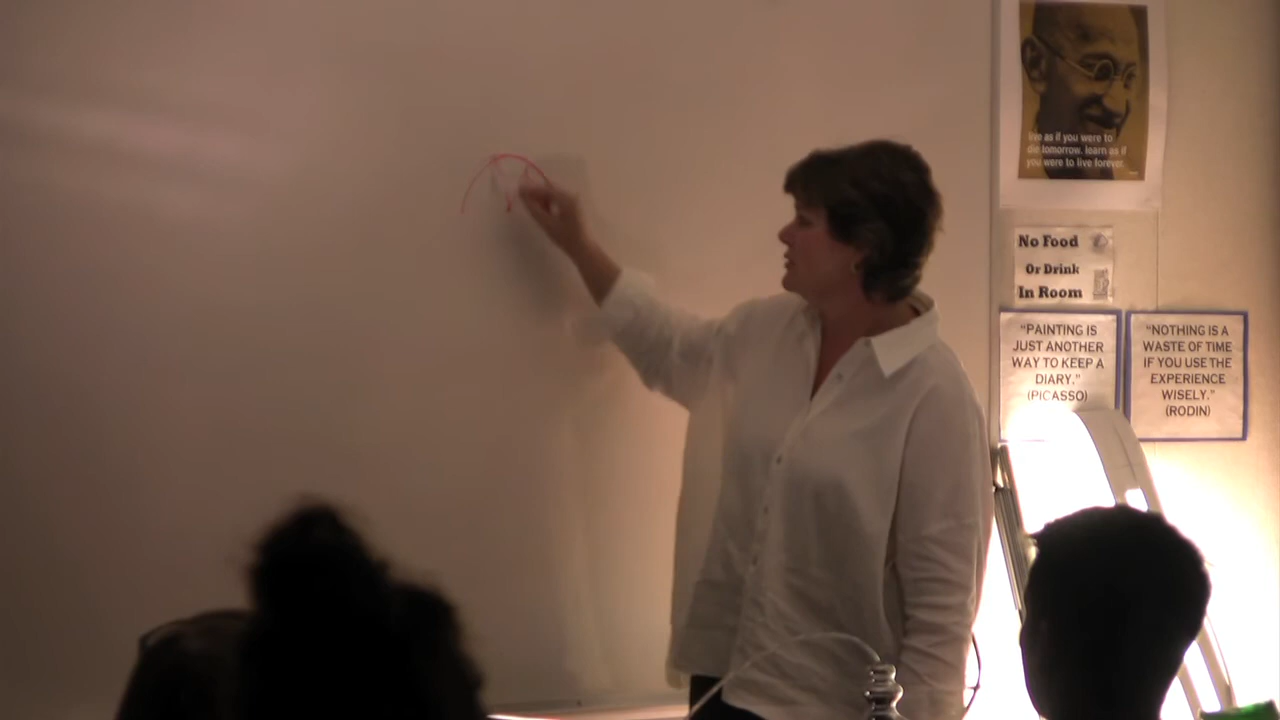 live as if you were to
die tomorrow. learn as if
you were to live forever.
No Food
Or Drink
In Room
"PAINTING IS
JUST ANOTHER
WAY TO KEEP A
DIARY."
(PICASSO)
"NOTHING IS A
WASTE OF TIME
IF YOU USE THE
EXPERIENCE
WISELY."
(RODIN)